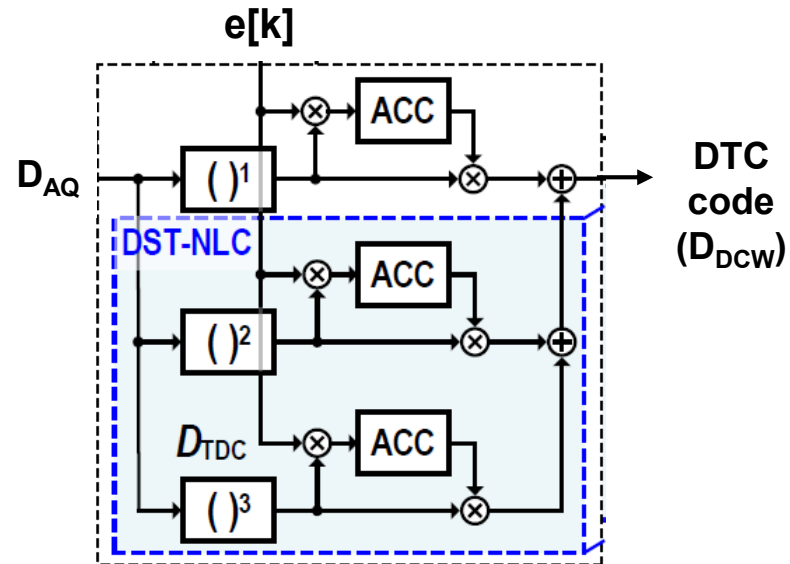 e[k]
ACC
D_AQ
( )^1
DTC
code
(D_DCW)
DST-NLC
ACC
( )^2
D_TDC
ACC
( )^3